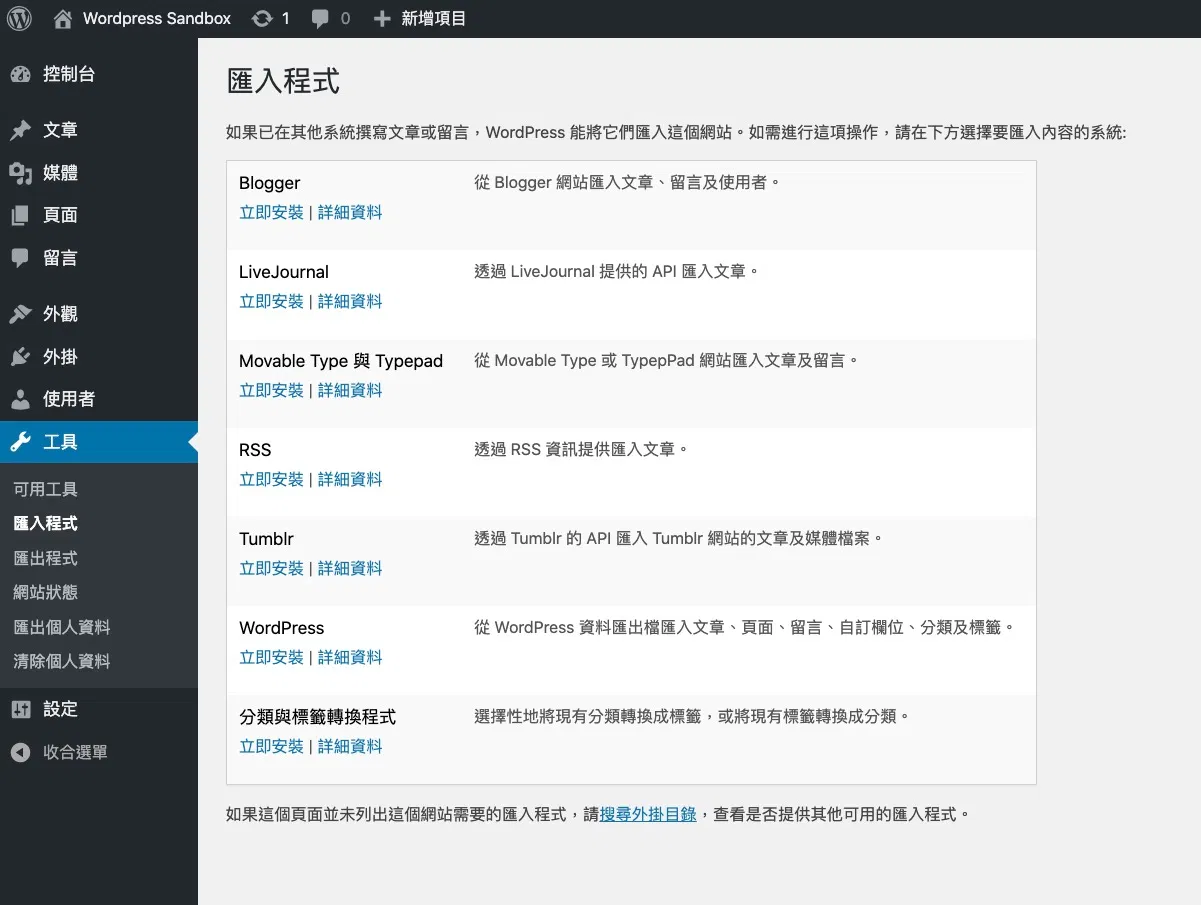 Wordpress Sandbox 1 0 新增項目
控制台
文章
媒體
頁面
留言
外觀
外掛
使用者
工具
可用工具
匯入程式
匯出程式
網站狀態
匯出個人資料
清除個人資料
設定
收合選單
匯入程式
如果已在其他系統撰寫文章或留言，WordPress 能將它們匯入這個網站。如需進行這項操作，請在下方選擇要匯入內容的系統:
Blogger 從 Blogger 網站匯入文章、留言及使用者。
立即安裝 | 詳細資料
LiveJournal 透過 LiveJournal 提供的 API 匯入文章。
立即安裝 | 詳細資料
Movable Type 與 Typepad 從 Movable Type 或 TypepPad 網站匯入文章及留言。
立即安裝 | 詳細資料
RSS 透過 RSS 資訊提供匯入文章。
立即安裝 | 詳細資料
Tumblr 透過 Tumblr 的 API 匯入 Tumblr 網站的文章及媒體檔案。
立即安裝 | 詳細資料
WordPress 從 WordPress 資料匯出檔匯入文章、頁面、留言、自訂欄位、分類及標籤。
立即安裝 | 詳細資料
分類與標籤轉換程式 選擇性地將現有分類轉換成標籤，或將現有標籤轉換成分類。
立即安裝 | 詳細資料
如果這個頁面並未列出這個網站需要的匯入程式，請搜尋外掛目錄，查看是否提供其他可用的匯入程式。